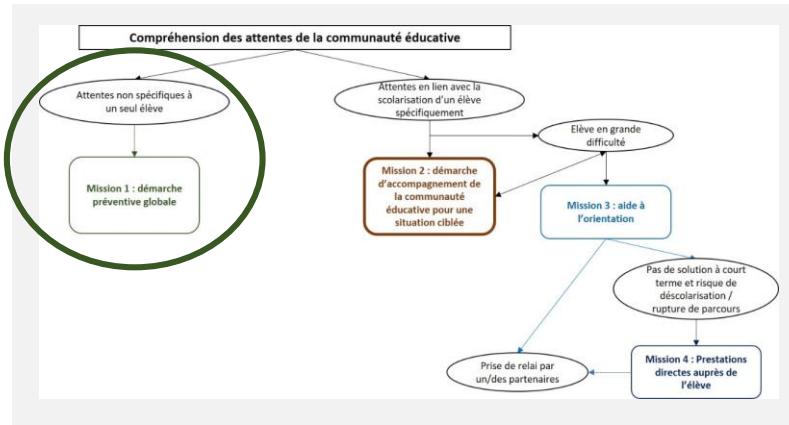 Compréhension des attentes de la communauté éducative
Attentes non spécifiques à
un seul élève
Attentes en lien avec la
scolarisation d'un élève
spécifiquement
Elève en grande
difficulté
Mission 1 : démarche
préventive globale
Mission 2 : démarche
d'accompagnement de
la communauté
éducative pour une
situation ciblée
Mission 3 : aide à
l'orientation
Pas de solution à court
terme et risque de
déscolarisation /
rupture de parcours
Prise de relai par
un/des partenaires
Mission 4 : Prestations
directes auprès de
l'élève